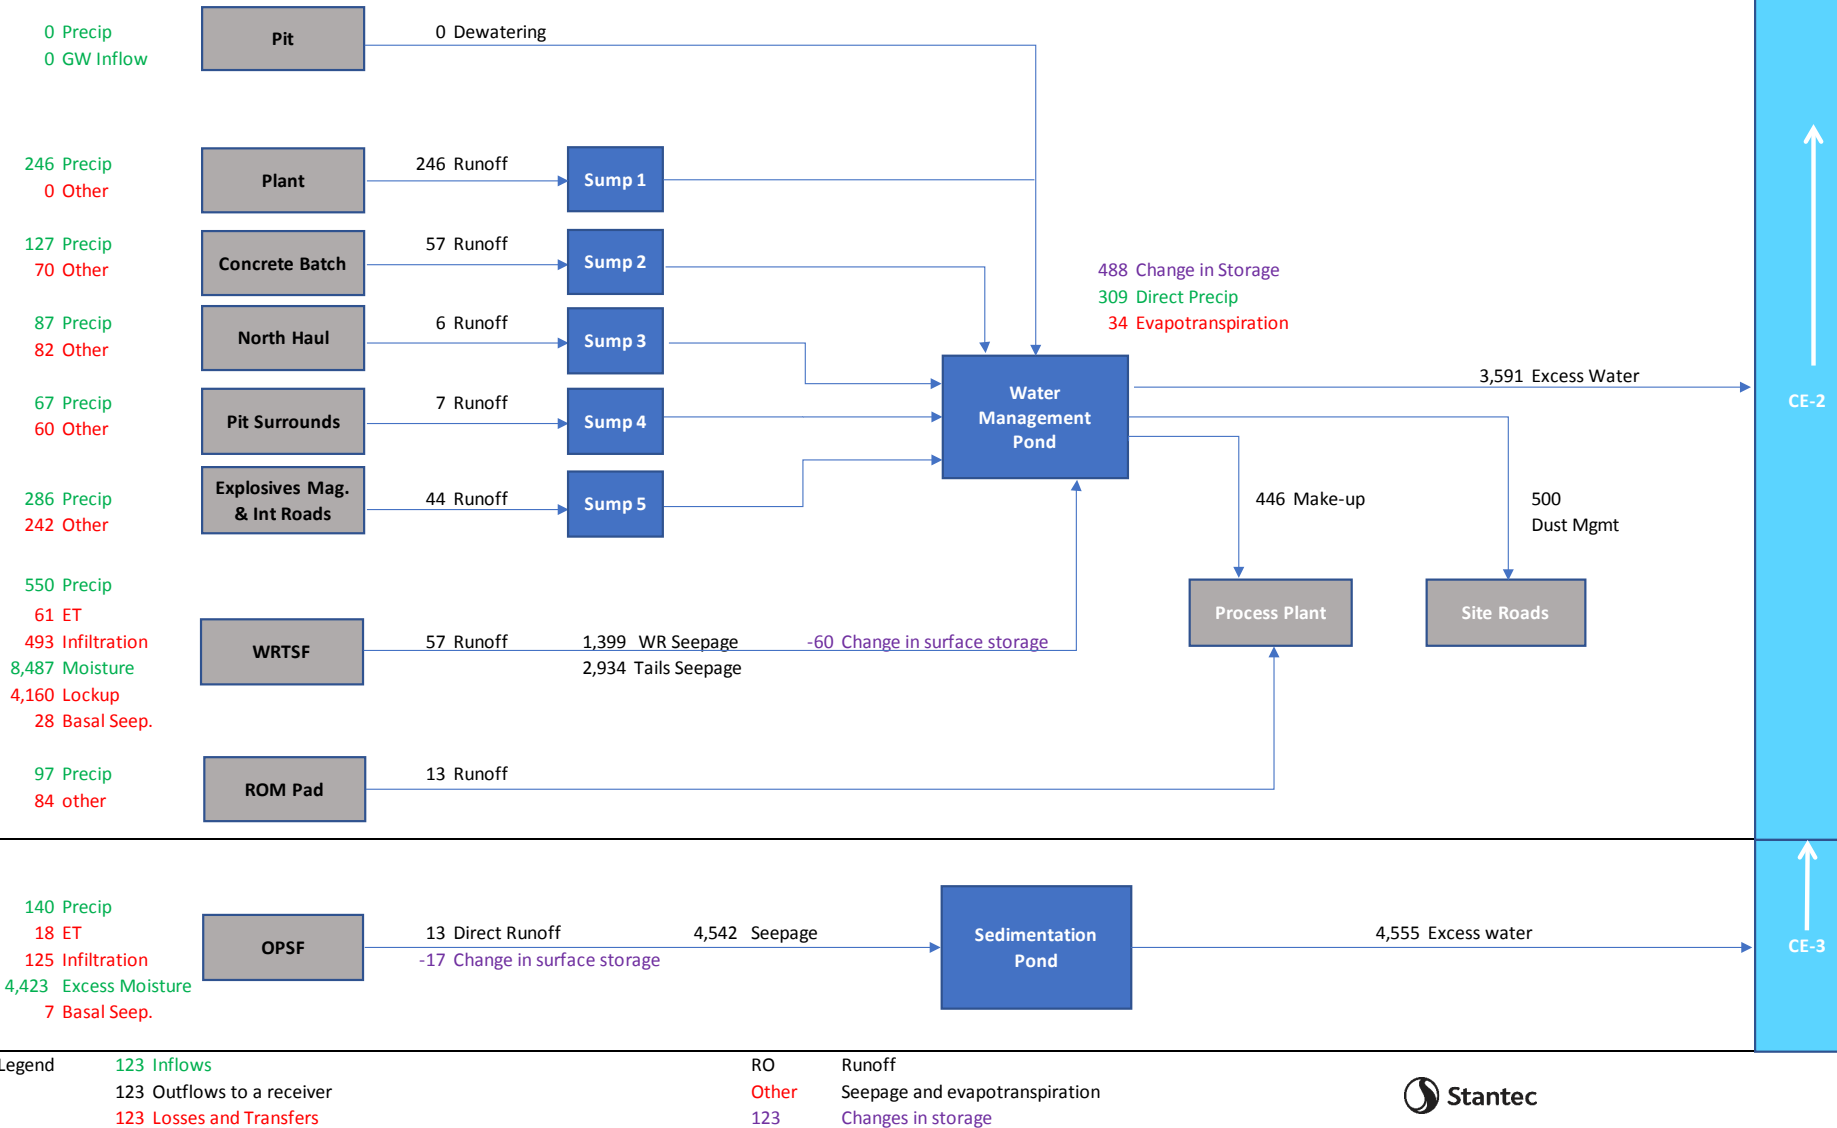 0 Precip
0 GW Inflow
Pit
0 Dewatering
246 Precip
0 Other
Plant
246 Runoff
Sump 1
127 Precip
70 Other
Concrete Batch
57 Runoff
Sump 2
488 Change in Storage
309 Direct Precip
34 Evapotranspiration
87 Precip
82 Other
North Haul
6 Runoff
Sump 3
Water
Management
Pond
3,591 Excess Water
CE-2
67 Precip
60 Other
Pit Surrounds
7 Runoff
Sump 4
286 Precip
242 Other
Explosives Mag.
& Int Roads
44 Runoff
Sump 5
446 Make-up
500
Dust Mgmt
Process Plant
Site Roads
550 Precip
61 ET
493 Infiltration
8,487 Moisture
4,160 Lockup
28 Basal Seep.
WRTSF
57 Runoff
1,399 WR Seepage
2,934 Tails Seepage
-60 Change in surface storage
97 Precip
84 other
ROM Pad
13 Runoff
140 Precip
18 ET
125 Infiltration
4,423 Excess Moisture
7 Basal Seep.
OPSF
13 Direct Runoff
-17 Change in surface storage
4,542 Seepage
Sedimentation
Pond
4,555 Excess water
CE-3
Legend
123 Inflows
123 Outflows to a receiver
123 Losses and Transfers
RO Runoff
Other Seepage and evapotranspiration
123 Changes in storage
Stantec